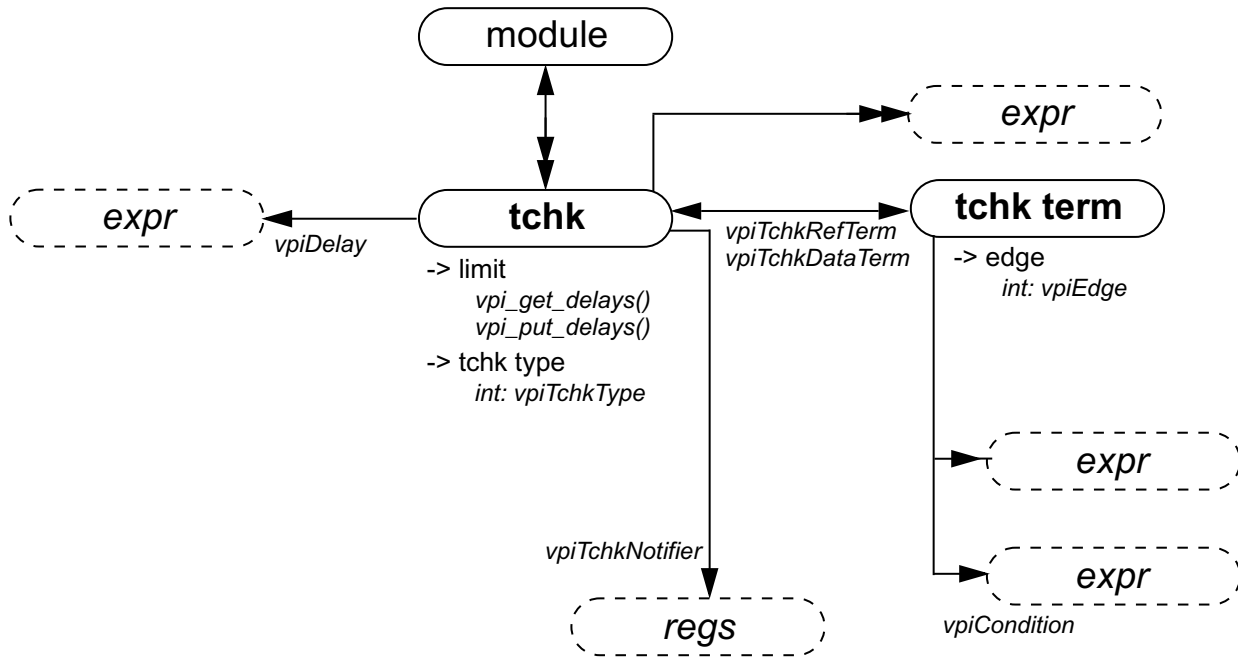 module
expr
expr
vpiDelay
tchk
vpiTchkRefTerm
vpiTchkDataTerm
tchk term
-> limit
vpi_get_delays()
vpi_put_delays()
-> tchk type
int: vpiTchkType
-> edge
int: vpiEdge
expr
vpiTchkNotifier
expr
regs
vpiCondition